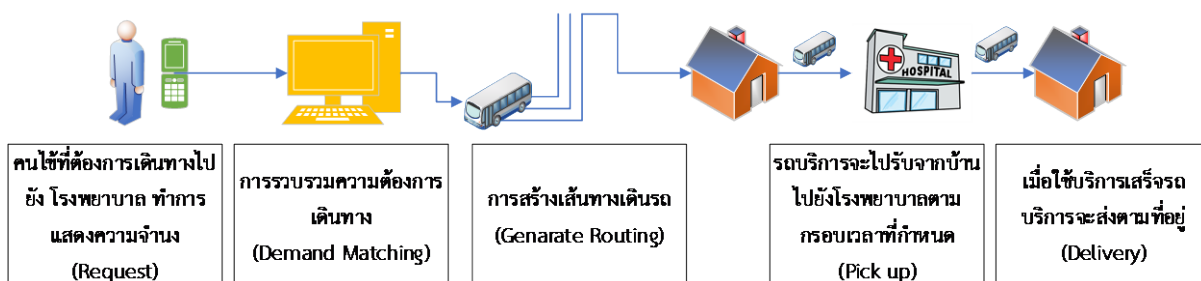 HOSPITAL
คนไข้ที่ต้องการเดินทางไป
ยัง โรงพยาบาล ทำการ
แสดงความจำนง
(Request)
การรวบรวมความต้องการ
เดินทาง
(Demand Matching)
การสร้างเส้นทางเดินรถ
(Genarate Routing)
รถบริการจะไปรับจากบ้าน
ไปยังโรงพยาบาลตาม
กรอบเวลาที่กำหนด
(Pick up)
เมื่อใช้บริการเสร็จรถ
บริการจะส่งตามที่อยู่
(Delivery)